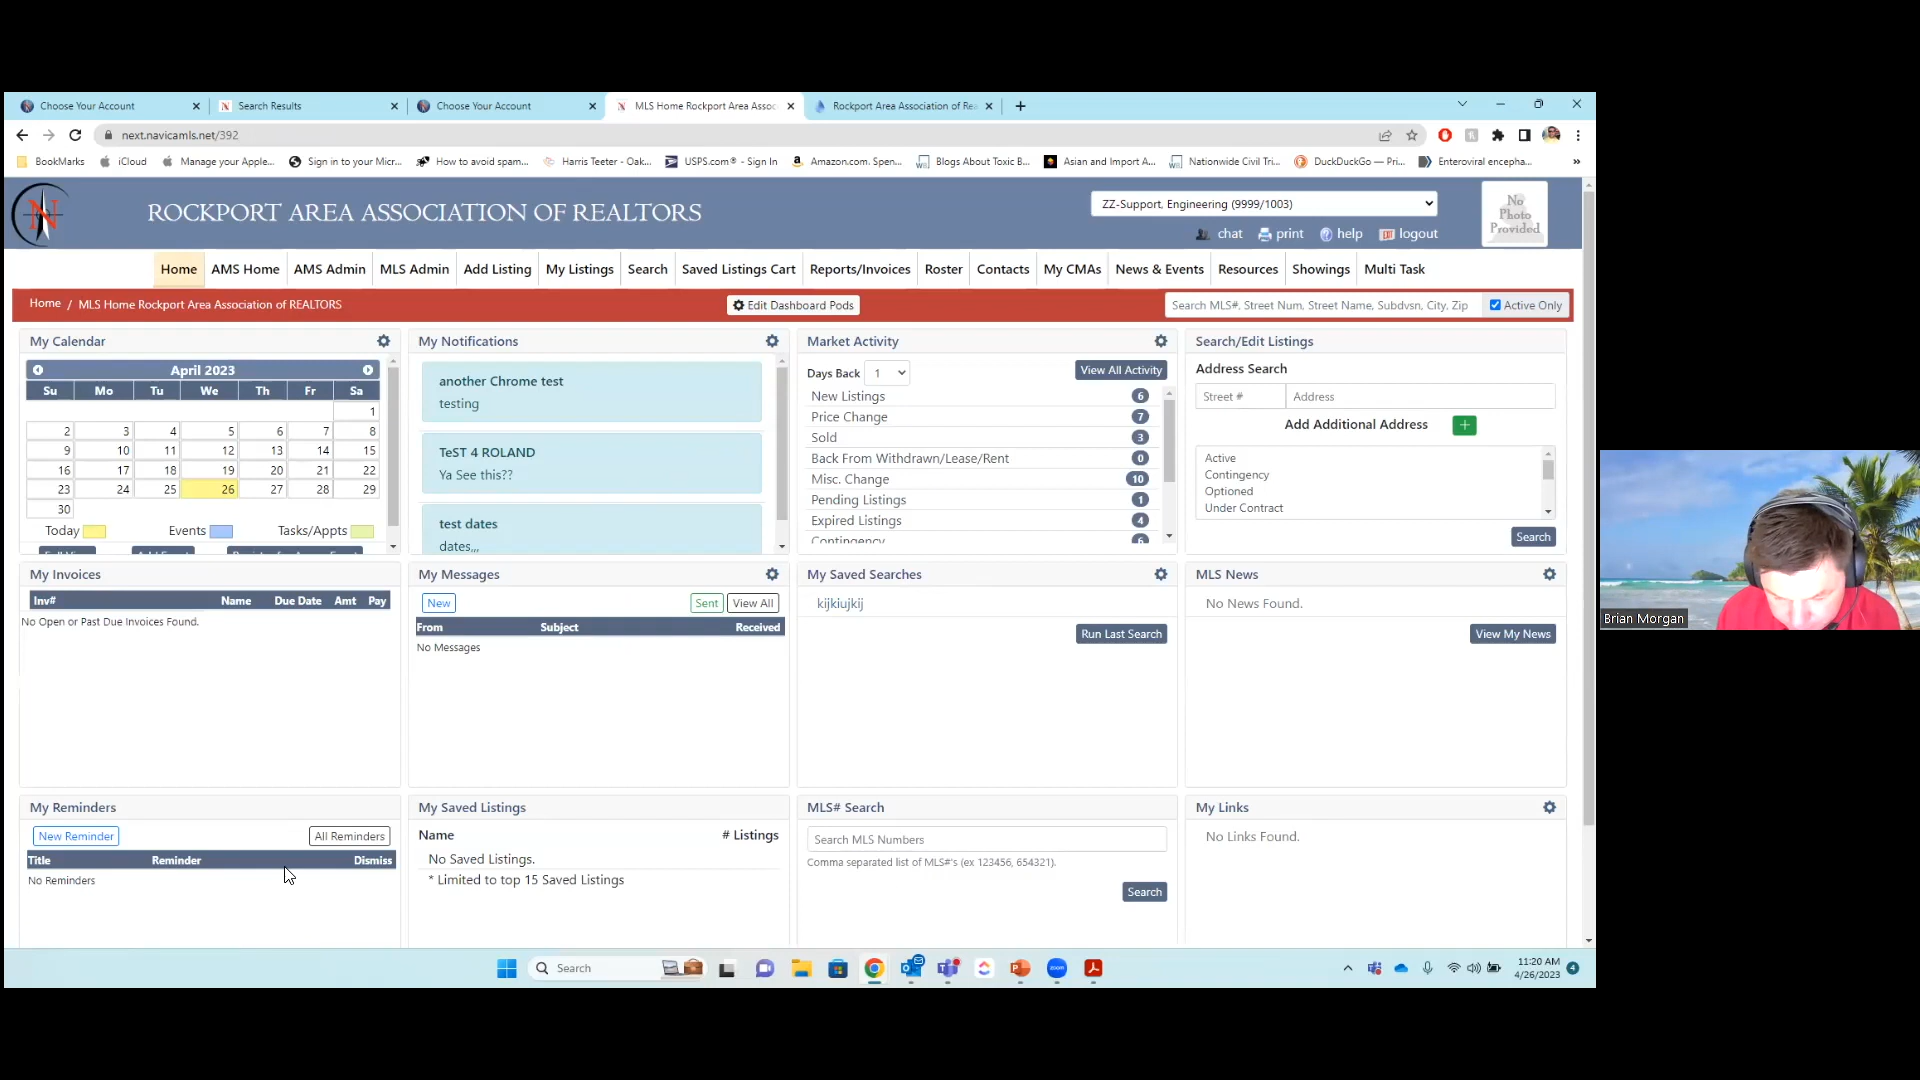 Choose Your Account
Search Results
Choose Your Account
MLS Home Rockport Area Assoc
Rockport Area Association of Re
next.navicamls.net/392
BookMarks
iCloud
Manage your Apple...
Sign in to your Micr...
How to avoid spam...
Harris Teeter - Oak...
USPS.com® - Sign In
Amazon.com. Spen...
Blogs About Toxic B...
Asian and Import A...
Nationwide Civil Tri...
DuckDuckGo — Pri...
Enteroviral encepha...
»
N
ROCKPORT AREA ASSOCIATION OF REALTORS
ZZ-Support, Engineering (9999/1003)
chat
print
help
logout
No
Photo
Provided
Home
AMS Home
AMS Admin
MLS Admin
Add Listing
My Listings
Search
Saved Listings Cart
Reports/Invoices
Roster
Contacts
My CMAs
News & Events
Resources
Showings
Multi Task
Home / MLS Home Rockport Area Association of REALTORS
Edit Dashboard Pods
Search MLS#, Street Num, Street Name, Subdvsn, City, Zip
Active Only
My Calendar
April 2023
Su Mo Tu We Th Fr Sa
1
2 3 4 5 6 7 8
9 10 11 12 13 14 15
16 17 18 19 20 21 22
23 24 25 26 27 28 29
30
Today
Events
Tasks/Appts
My Notifications
another Chrome test
testing
TeST 4 ROLAND
Ya See this??
test dates
dates,,,
Market Activity
Days Back 1
View All Activity
New Listings 6
Price Change 7
Sold 3
Back From Withdrawn/Lease/Rent 0
Misc. Change 10
Pending Listings 1
Expired Listings 4
Contingency 6
Search/Edit Listings
Address Search
Street #
Address
Add Additional Address
+
Active
Contingency
Optioned
Under Contract
Search
My Invoices
Inv# Name Due Date Amt Pay
No Open or Past Due Invoices Found.
My Messages
New
Sent
View All
From Subject Received
No Messages
My Saved Searches
kijkiujkij
Run Last Search
MLS News
No News Found.
View My News
My Reminders
New Reminder
All Reminders
Title Reminder Dismiss
No Reminders
My Saved Listings
Name # Listings
No Saved Listings.
* Limited to top 15 Saved Listings
MLS# Search
Search MLS Numbers
Comma separated list of MLS#'s (ex 123456, 654321).
Search
My Links
No Links Found.
Search
11:20 AM
4/26/2023
4
Brian Morgan